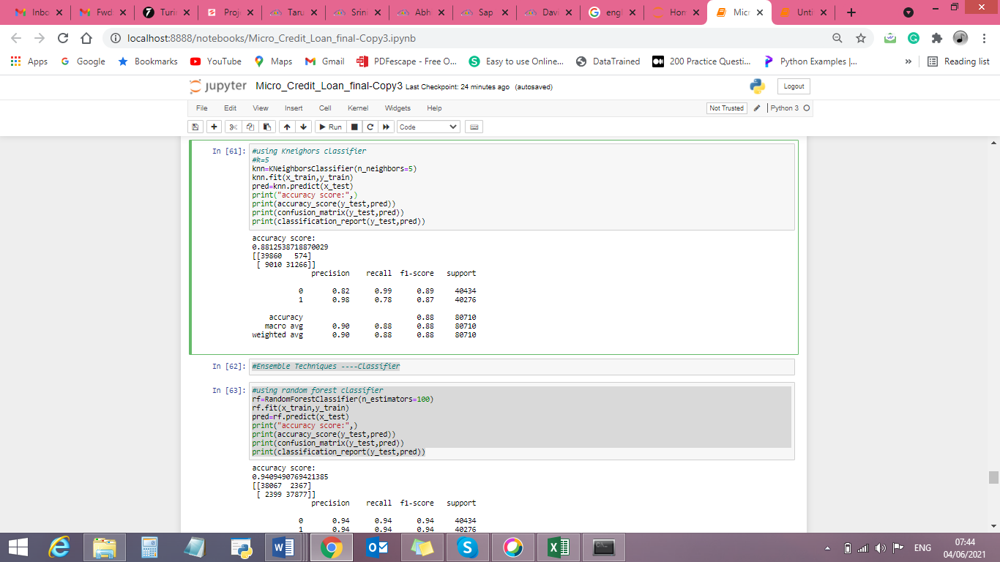 Inbc
Fwd
Turi
Proj
Taru
Srin
Abh
Sap
Davi
engl
Hon
Micr
Unti
localhost:8888/notebooks/Micro_Credit_Loan_final-Copy3.ipynb
Apps
Google
Bookmarks
YouTube
Maps
Gmail
PDFescape - Free O...
Easy to use Online...
DataTrained
200 Practice Questi...
Python Examples |...
»
Reading list
jupyter Micro_Credit_Loan_final-Copy3 Last Checkpoint: 24 minutes ago (autosaved)
Logout
File Edit View Insert Cell Kernel Widgets Help
Not Trusted
Python 3
Run
Code
In [61]:
#using Kneighors classifier
#k=5
knn=KNeighborsClassifier(n_neighbors=5)
knn.fit(x_train,y_train)
pred=knn.predict(x_test)
print("accuracy score:",)
print(accuracy_score(y_test,pred))
print(confusion_matrix(y_test,pred))
print(classification_report(y_test,pred))
accuracy score:
0.8812538718870029
[[39860 574]
[ 9010 31266]]
precision recall f1-score support
0 0.82 0.99 0.89 40434
1 0.98 0.78 0.87 40276
accuracy 0.88 80710
macro avg 0.90 0.88 0.88 80710
weighted avg 0.90 0.88 0.88 80710
In [62]:
#Ensemble Techniques ----Classifier
In [63]:
#using random forest classifier
rf=RandomForestClassifier(n_estimators=100)
rf.fit(x_train,y_train)
pred=rf.predict(x_test)
print("accuracy score:",)
print(accuracy_score(y_test,pred))
print(confusion_matrix(y_test,pred))
print(classification_report(y_test,pred))
accuracy score:
0.9409490769421385
[[38067 2367]
[ 2399 37877]]
precision recall f1-score support
0 0.94 0.94 0.94 40434
1 0.94 0.94 0.94 40276
ENG
07:44
04/06/2021